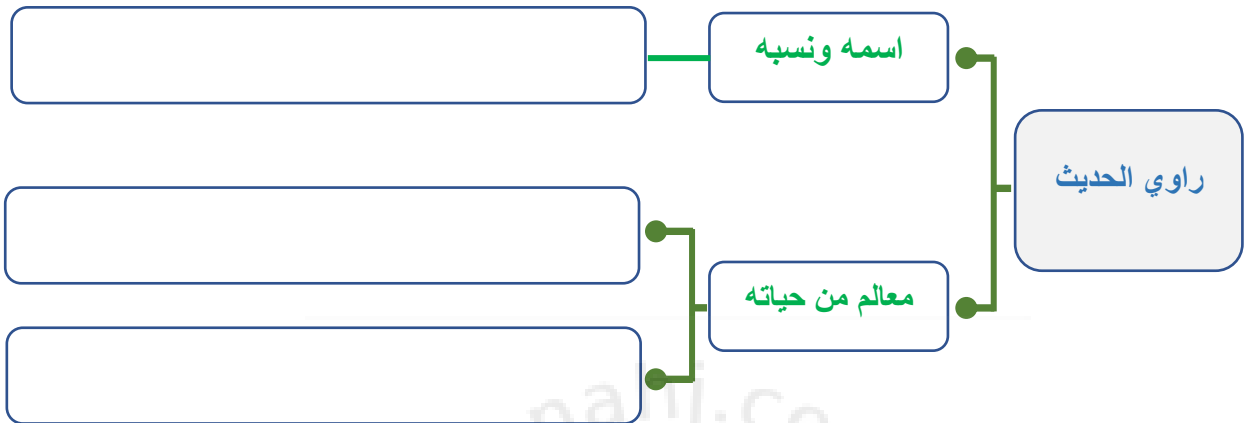 راوي الحديث
اسمه ونسبه
معالم من حياته